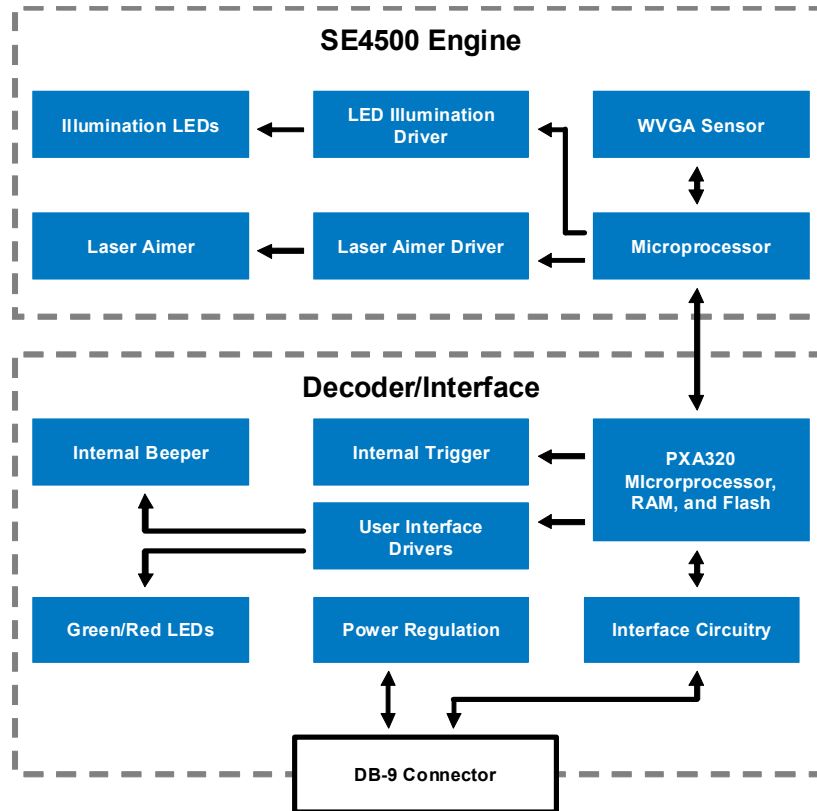 SE4500 Engine
Illumination LEDs
LED Illumination
Driver
WVGA Sensor
Laser Aimer
Laser Aimer Driver
Microprocessor
Decoder/Interface
Internal Beeper
Internal Trigger
PXA320
MIcrorprocessor,
RAM, and Flash
User Interface
Drivers
Green/Red LEDs
Power Regulation
Interface Circuitry
DB-9 Connector